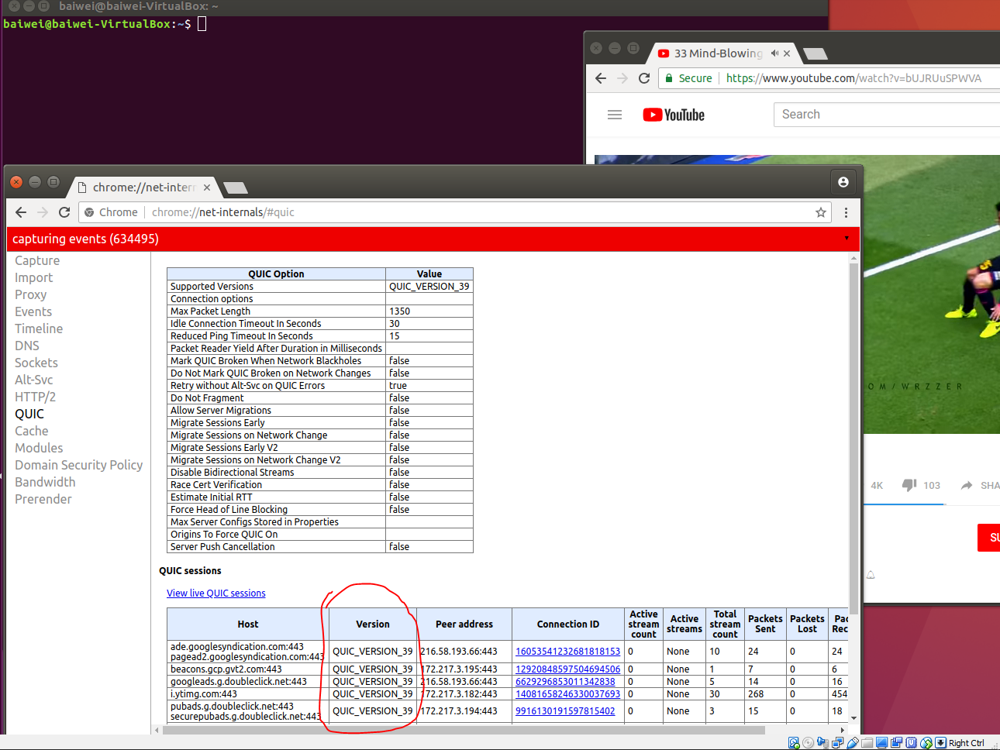 baiwei@baiwei-VirtualBox: ~
baiwei@baiwei-VirtualBox:~$
33 Mind-Blowing
Secure https://www.youtube.com/watch?v=bUJRUuSPWVA
YouTube
Search
chrome://net-intern
Chrome chrome://net-internals/#quic
capturing events (634495)
Capture
Import
Proxy
Events
Timeline
DNS
Sockets
Alt-Svc
HTTP/2
QUIC
Cache
Modules
Domain Security Policy
Bandwidth
Prerender
QUIC Option Value
Supported Versions QUIC_VERSION_39
Connection options
Max Packet Length 1350
Idle Connection Timeout In Seconds 30
Reduced Ping Timeout In Seconds 15
Packet Reader Yield After Duration in Milliseconds
Mark QUIC Broken When Network Blackholes false
Do Not Mark QUIC Broken on Network Changes false
Retry without Alt-Svc on QUIC Errors true
Do Not Fragment false
Allow Server Migrations false
Migrate Sessions Early false
Migrate Sessions on Network Change false
Migrate Sessions Early V2 false
Migrate Sessions on Network Change V2 false
Disable Bidirectional Streams false
Race Cert Verification false
Estimate Initial RTT false
Force Head of Line Blocking false
Max Server Configs Stored in Properties
Origins To Force QUIC On
Server Push Cancellation false
QUIC sessions
View live QUIC sessions
Host Version Peer address Connection ID Active stream count Active streams Total stream count Packets Sent Packets Lost Pac Rec
ade.googlesyndication.com:443
pagead2.googlesyndication.com:443 QUIC_VERSION_39 216.58.193.66:443 16053541232681818153 0 None 10 24 0 24
beacons.gcp.gvt2.com:443 QUIC_VERSION_39 172.217.3.195:443 12920848597504694506 0 None 1 7 0 6
googleads.g.doubleclick.net:443 QUIC_VERSION_39 216.58.193.66:443 6629296853011342838 0 None 5 14 0 16
i.ytimg.com:443 QUIC_VERSION_39 172.217.3.182:443 14081658246330037693 0 None 30 268 0 454
pubads.g.doubleclick.net:443
securepubads.g.doubleclick.net:443 QUIC_VERSION_39 172.217.3.194:443 9916130191597815402 0 None 3 15 0 18
OM/WRZZER
4K 103 SHA
SU
Right Ctrl